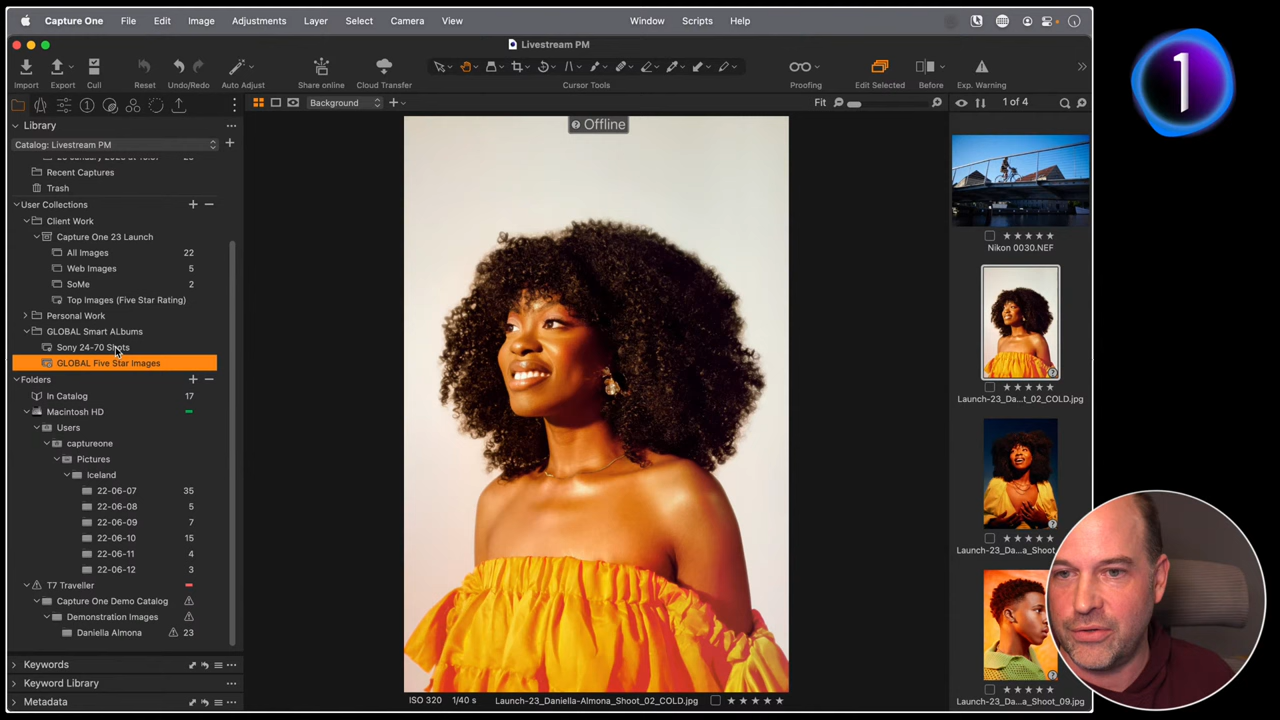 Capture One File Edit Image Adjustments Layer Select Camera View Window Scripts Help
Livestream PM
Import Export Cull Reset Undo/Redo Auto Adjust Share online Cloud Transfer Cursor Tools Proofing Edit Selected Before Exp. Warning
Background Fit 1 of 4
Library
Catalog: Livestream PM
Recent Captures
Trash
User Collections
Client Work
Capture One 23 Launch
All Images 22
Web Images 5
SoMe 2
Top Images (Five Star Rating)
Personal Work
GLOBAL Smart ALbums
Sony 24-70 Shots
GLOBAL Five Star Images
Folders
In Catalog 17
Macintosh HD
Users
captureone
Pictures
Iceland
22-06-07 35
22-06-08 5
22-06-09 7
22-06-10 15
22-06-11 4
22-06-12 3
T7 Traveller
Capture One Demo Catalog
Demonstration Images
Daniella Almona 23
Keywords
Keyword Library
Metadata
Offline
ISO 320 1/40 s Launch-23_Daniella-Almona_Shoot_02_COLD.jpg
Nikon 0030.NEF
Launch-23_Da...t_02_COLD.jpg
Launch-23_Da...a_Shoot_09.jpg
1